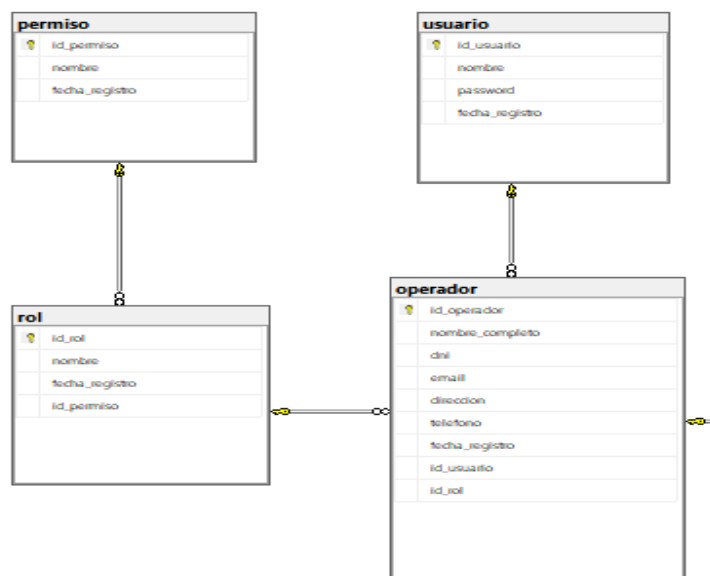 permiso
id_permiso
nombre
fecha_registro
usuario
id_usuario
nombre
password
fecha_registro
rol
id_rol
nombre
fecha_registro
id_permiso
operador
id_operador
nombre_completo
dni
email
direccion
telefono
fecha_registro
id_usuario
id_rol